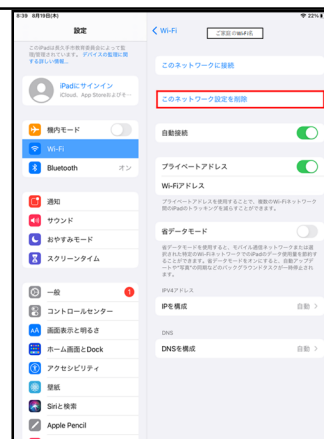 8:39 8月19日(木)
22%
設定
このiPadは喜久子市教育委員会によって監
視/管理されています。デバイスの監視に関
する詳しい情報...
iPadにサインイン
iCloud、App Storeおよびそ…
機内モード
Wi-Fi
Bluetooth
オン
通知
サウンド
おやすみモード
スクリーンタイム
一般
1
コントロールセンター
画面表示と明るさ
ホーム画面とDock
アクセシビリティ
壁紙
Siriと検索
Apple Pencil
Wi-Fi
ご家庭のWi-Fi名
このネットワークに接続
このネットワーク設定を削除
自動接続
プライベートアドレス
Wi-Fiアドレス
プライベートアドレスを使用することで、複数のWi-Fiネットワーク
間のiPadのトラッキングを減らすことができます。
省データモード
省データモードを使用すると、モバイル通信ネットワークまたは選
択された特定のWi-FiネットワークでのiPadのデータ使用量を節約す
ることができます。省データモードをオンにすると、自動アップデ
ートや"写真"の同期などのバックグラウンドタスクが一時停止され
ます。
IPV4アドレス
IPを構成
自動
DNS
DNSを構成
自動